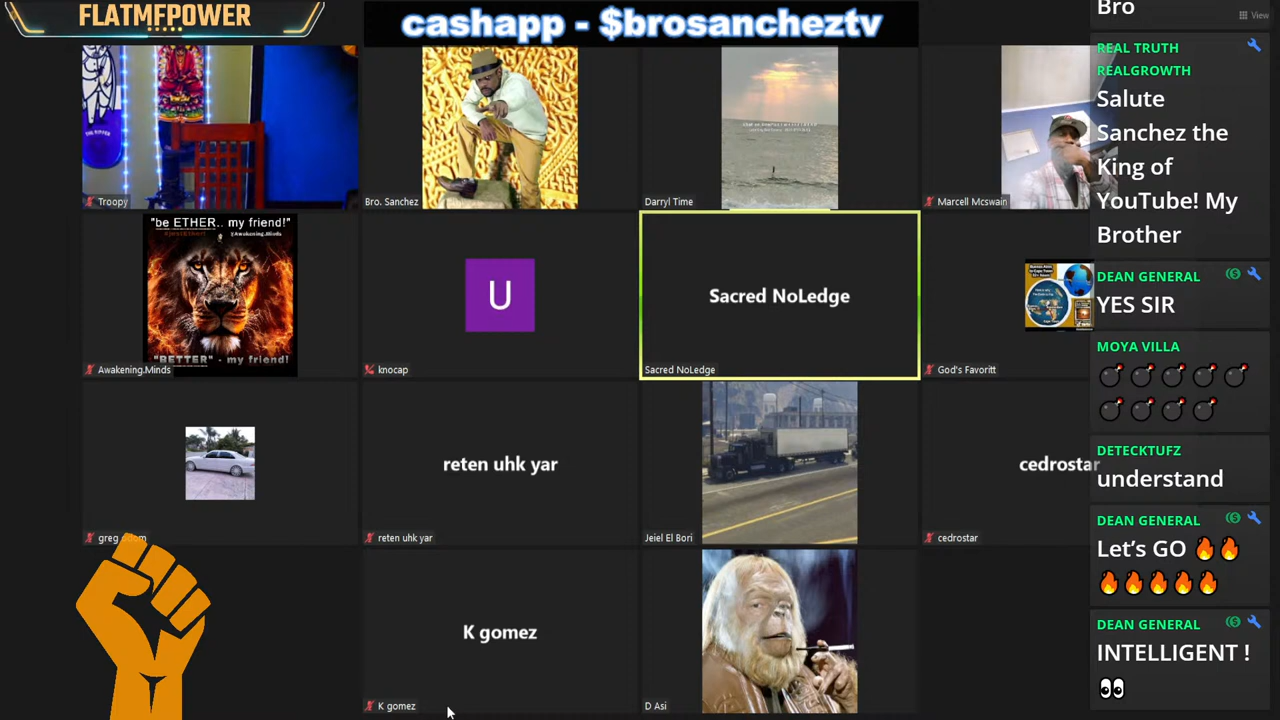 FLATMFPOWER
cashapp - $brosancheztv
View
Troopy
Bro. Sanchez
Darryl Time
Marcell Mcswain
"be ETHER.. my friend!"
"BETTER" - my friend!
Awakening.Minds
U
knocap
Sacred NoLedge
Sacred NoLedge
God's Favoritt
greg
reten uhk yar
reten uhk yar
Jeiel El Bori
cedrostar
cedrostar
K gomez
K gomez
D Asi
Bro
REAL TRUTH
REALGROWTH
Salute
Sanchez the
King of
YouTube! My
Brother
DEAN GENERAL
YES SIR
MOYA VILLA
💣💣💣💣💣
💣💣💣💣
DETECKTUFZ
understand
DEAN GENERAL
Let's GO 🔥🔥
🔥🔥🔥🔥🔥
DEAN GENERAL
INTELLIGENT !
👀